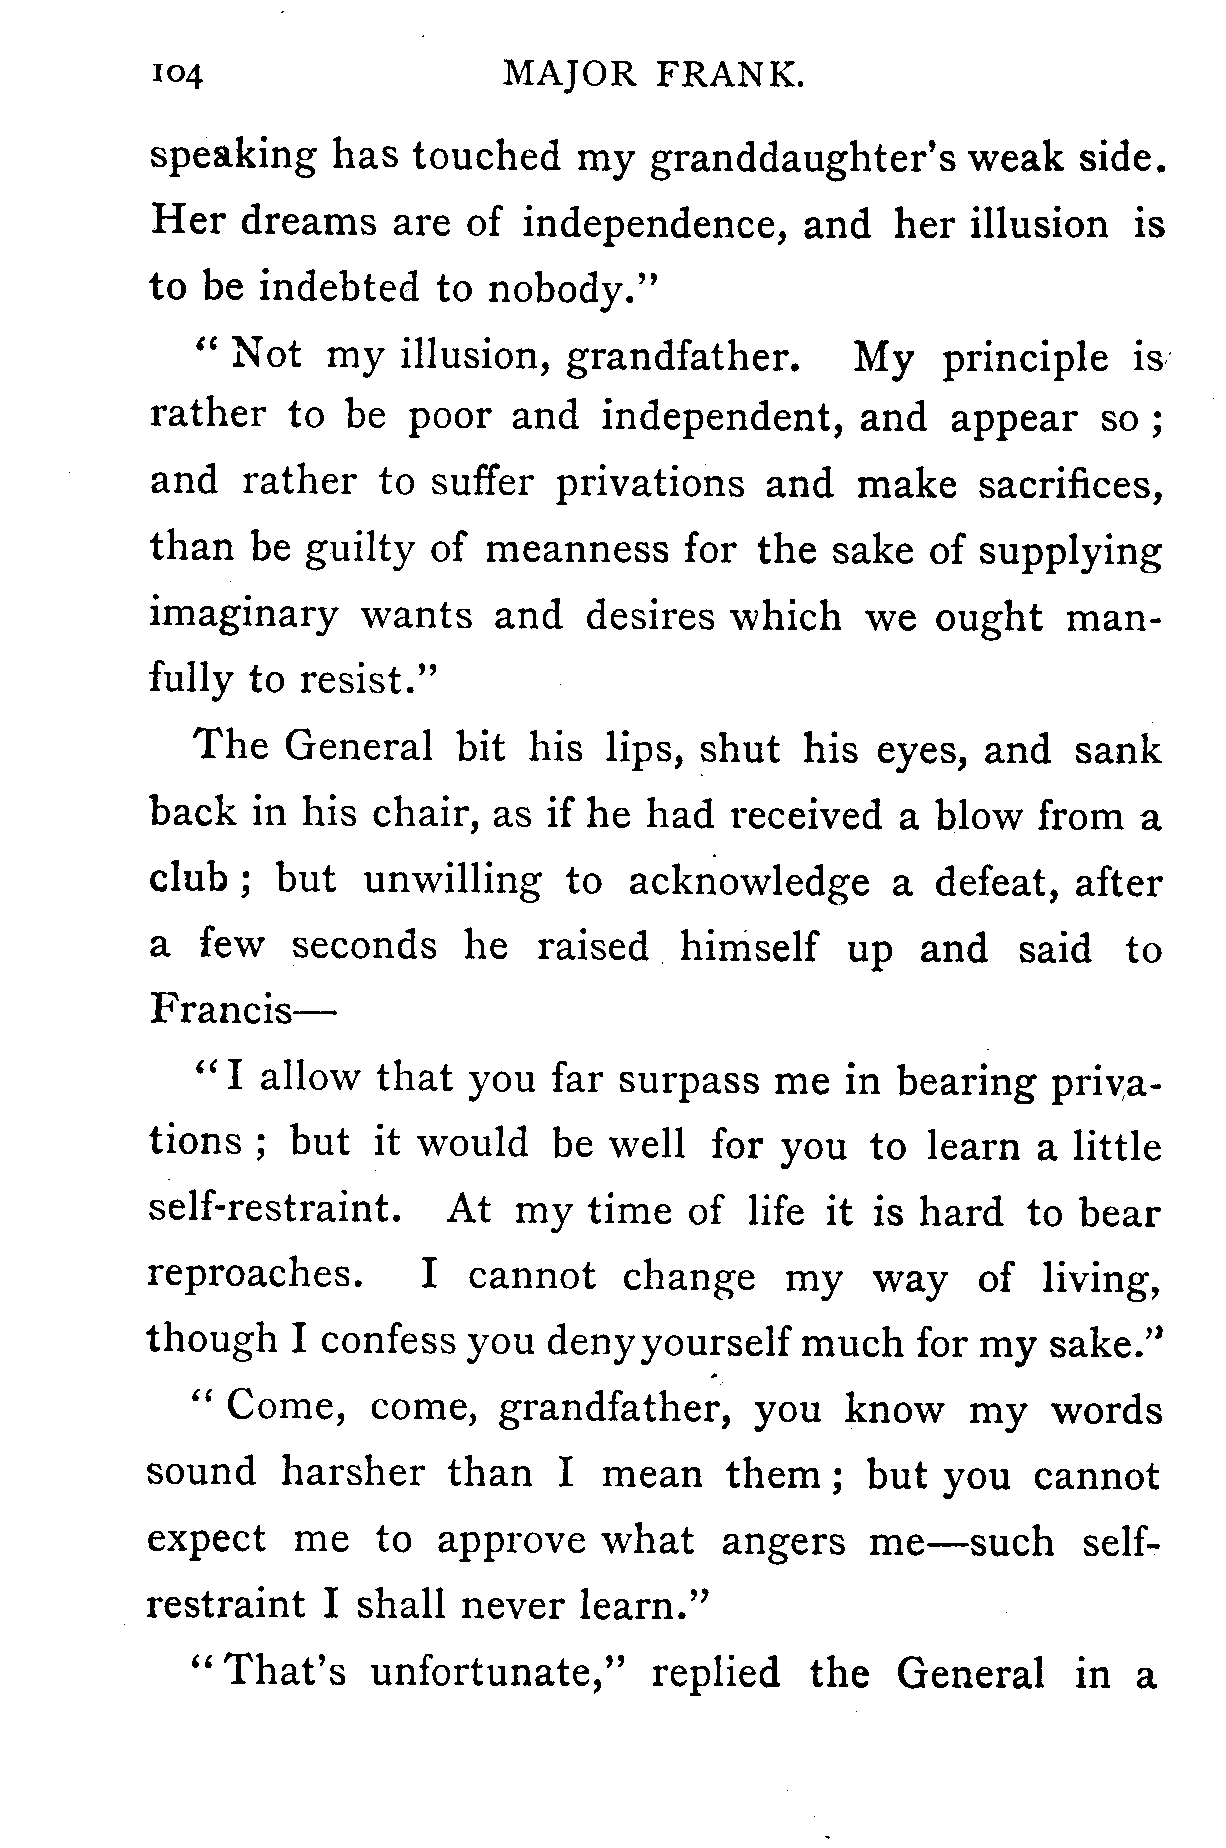 104 MAJOR FRANK.
speaking has touched my granddaughter's weak side.
Her dreams are of independence, and her illusion is
to be indebted to nobody."
" Not my illusion, grandfather. My principle is
rather to be poor and independent, and appear so ;
and rather to suffer privations and make sacrifices,
than be guilty of meanness for the sake of supplying
imaginary wants and desires which we ought man-
fully to resist."
The General bit his lips, shut his eyes, and sank
back in his chair, as if he had received a blow from a
club ; but unwilling to acknowledge a defeat, after
a few seconds he raised himself up and said to
Francis—
" I allow that you far surpass me in bearing priva-
tions ; but it would be well for you to learn a little
self-restraint. At my time of life it is hard to bear
reproaches. I cannot change my way of living,
though I confess you deny yourself much for my sake."
" Come, come, grandfather, you know my words
sound harsher than I mean them ; but you cannot
expect me to approve what angers me—such self-
restraint I shall never learn."
" That's unfortunate," replied the General in a